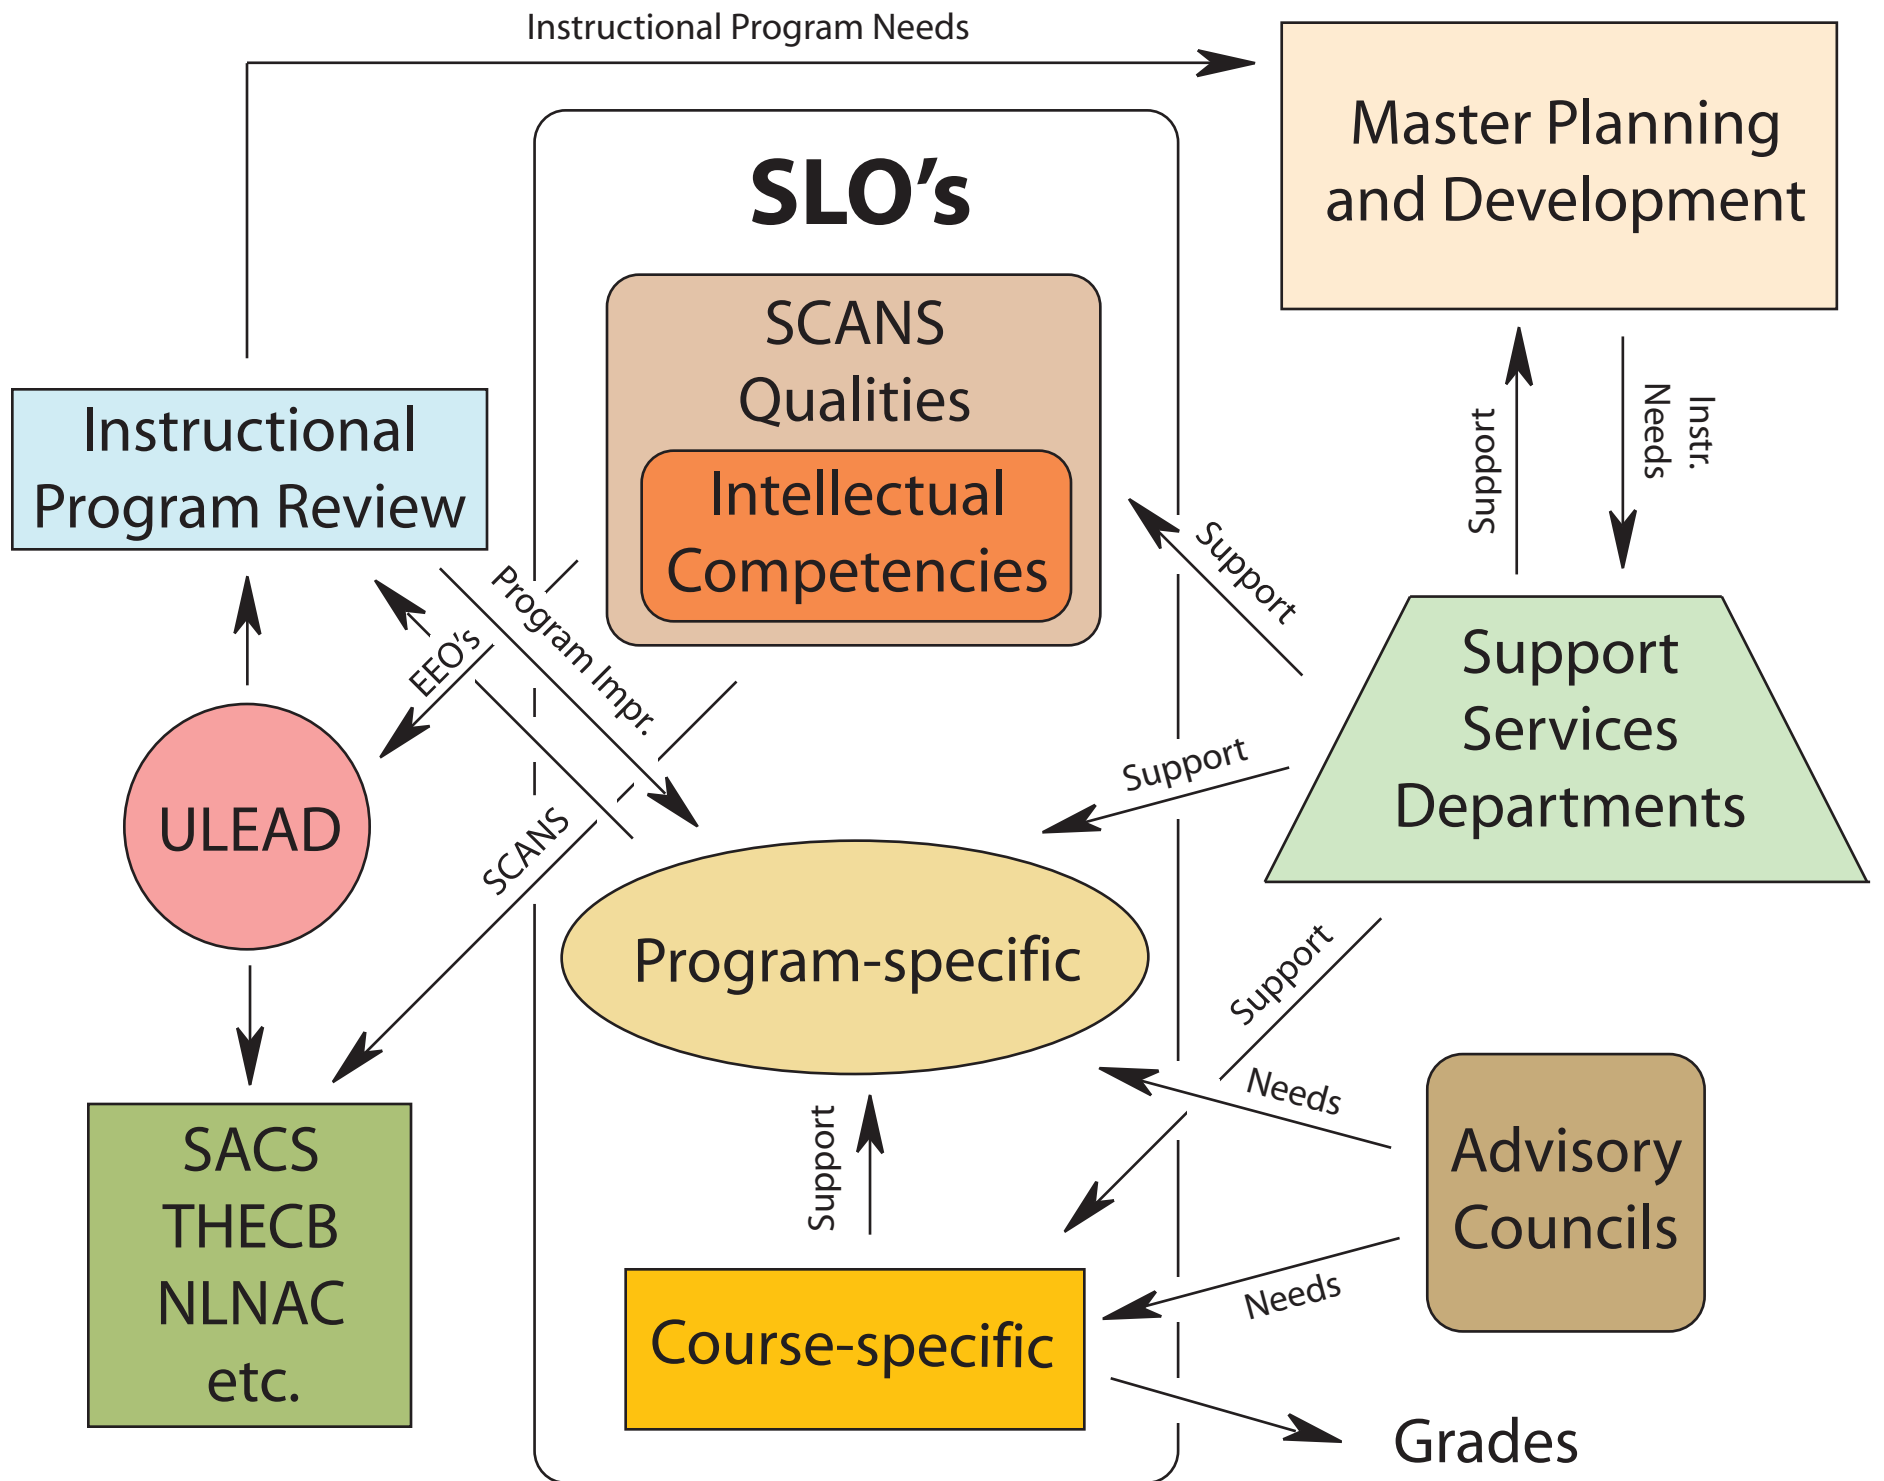 Instructional Program Needs
Master Planning
and Development
SLO's
SCANS
Qualities
Intellectual
Competencies
Instructional
Program Review
Support
Instr.
Needs
Support
Program Impr.
EEO's
Support
Services
Departments
Support
ULEAD
SCANS
Program-specific
Support
Needs
Advisory
Councils
Support
SACS
THECB
NLNAC
etc.
Needs
Course-specific
Grades